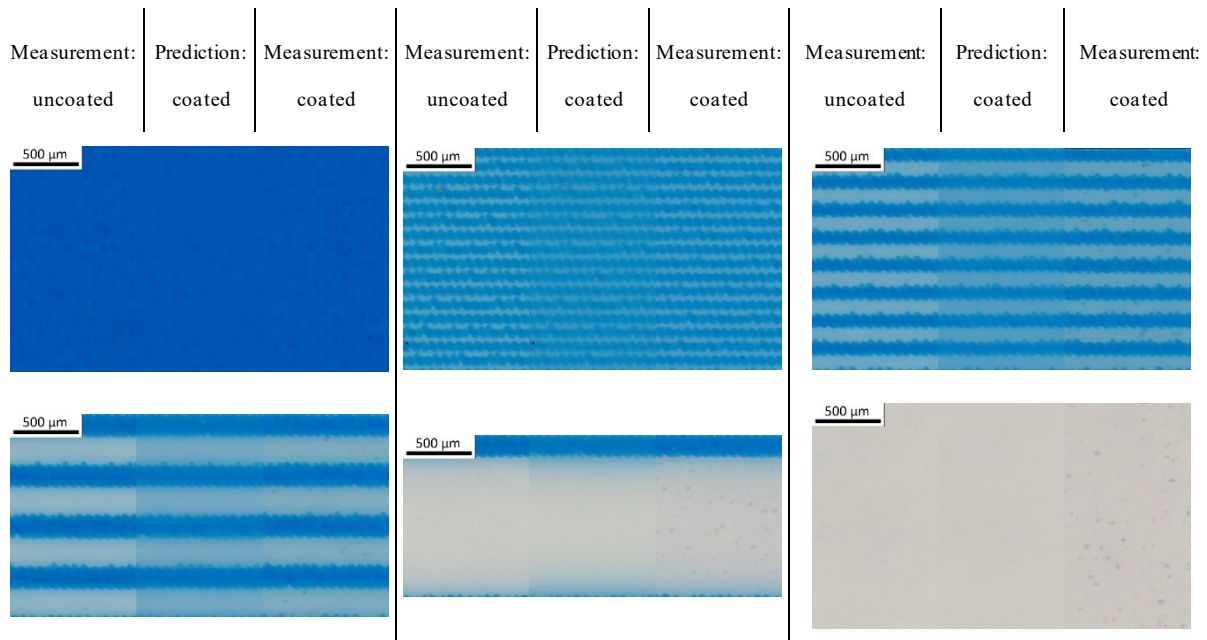 Measurement: Prediction: Measurement: Measurement: Prediction: Measurement: Measurement: Prediction: Measurement:
uncoated coated coated uncoated coated coated uncoated coated coated
500 µm 500 µm 500 µm
500 µm 500 µm 500 µm